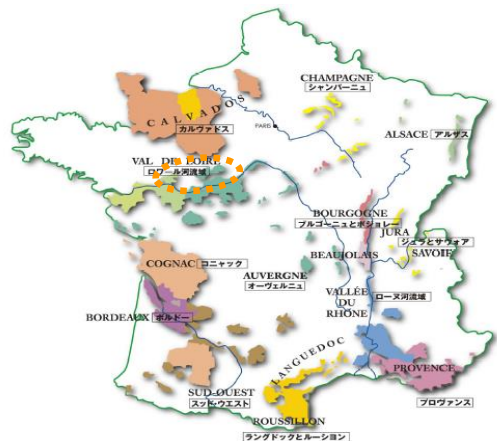 CHAMPAGNE
シャンパーニュ
CALVADOS
カルヴァドス
PARIS
ALSACE アルザス
VAL DE LOIRE
ロワール河流域
BOURGOGNE
ブルゴーニュとボジョレー
JURA
ジュラとサヴォア
SAVOIE
BEAUJOLAIS
COGNAC コニャック
AUVERGNE
オーヴェルニュ
VALLÉE
DU
RHÔNE
ローヌ河流域
BORDEAUX ボルドー
LANGUEDOC
PROVENCE
プロヴァンス
SUD-OUEST
スッド・ウエスト
ROUSSILLON
ラングドックとルーシヨン